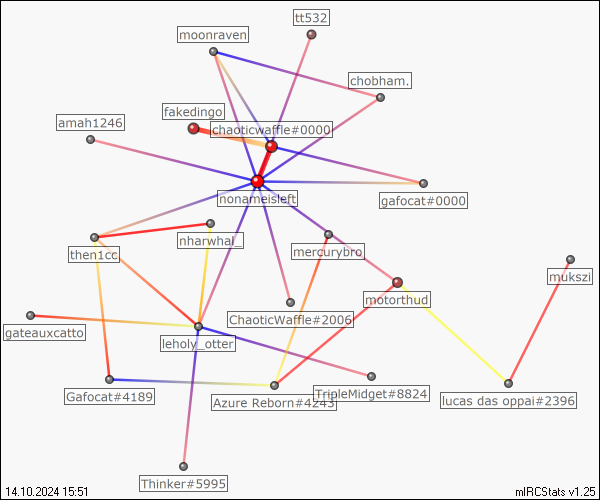 tt532
moonraven
chobham.
fakedingo
amah1246
chaoticwaffle#0000
nonameisleft
gafocat#0000
nharwhal_
then1cc
mercurybro.
mukszi
motorthud
ChaoticWaffle#2006
gateauxcatto
leholy_otter
Gafocat#4189
Azure Reborn#4243
TripleMidget#8824
lucas das oppai#2396
Thinker#5995
14.10.2024 15:51
mIRCStats v1.25